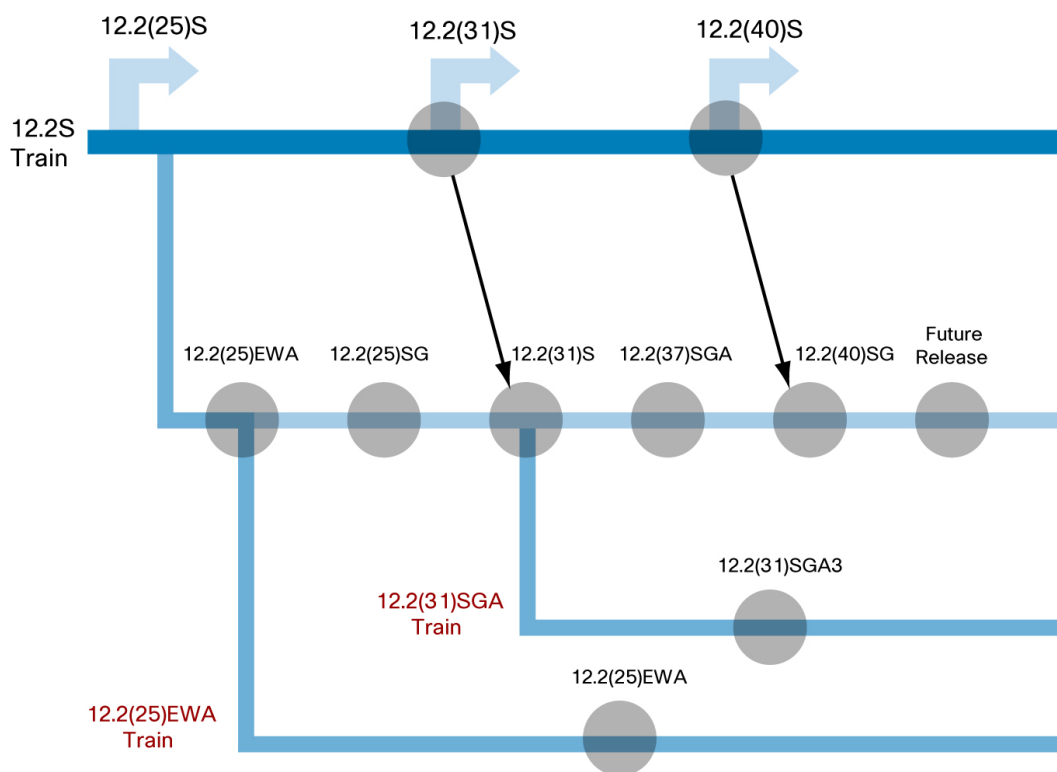 12.2(25)S
12.2(31)S
12.2(40)S
12.2S
Train
12.2(25)EWA
12.2(25)SG
12.2(31)S
12.2(37)SGA
12.2(40)SG
Future
Release
12.2(31)SGA3
12.2(31)SGA
Train
12.2(25)EWA
12.2(25)EWA
Train